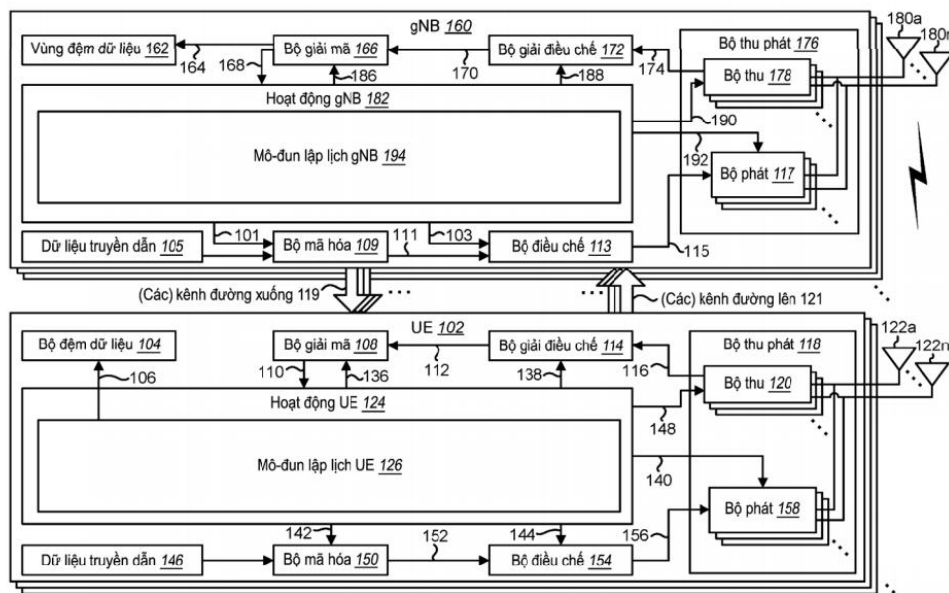 gNB 160
180a
180n
Vùng đệm dữ liệu 162
164
168
Bộ giải mã 166
186
170
Bộ giải điều chế 172
188
174
Bộ thu phát 176
Bộ thu 178
Hoạt động gNB 182
190
Mô-đun lập lịch gNB 194
192
Bộ phát 117
101
103
Dữ liệu truyền dẫn 105
Bộ mã hóa 109
111
Bộ điều chế 113
115
(Các) kênh đường xuống 119
(Các) kênh đường lên 121
UE 102
122a
122n
Bộ đệm dữ liệu 104
106
Bộ giải mã 108
110
136
112
Bộ giải điều chế 114
138
116
Bộ thu phát 118
Bộ thu 120
Hoạt động UE 124
148
Mô-đun lập lịch UE 126
140
Bộ phát 158
142
144
156
Dữ liệu truyền dẫn 146
Bộ mã hóa 150
152
Bộ điều chế 154